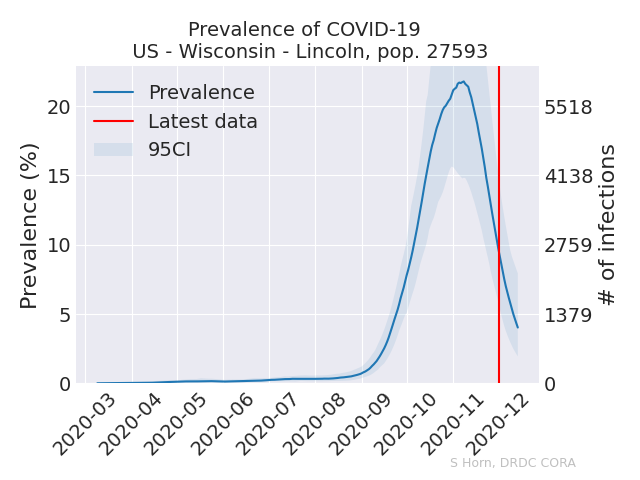 Prevalence of COVID-19
US - Wisconsin - Lincoln, pop. 27593
Prevalence
Latest data
95CI
Prevalence (%)
20
15
10
5
0
5518
4138
2759
1379
0
# of infections
2020-03
2020-04
2020-05
2020-06
2020-07
2020-08
2020-09
2020-10
2020-11
2020-12
S Horn, DRDC CORA